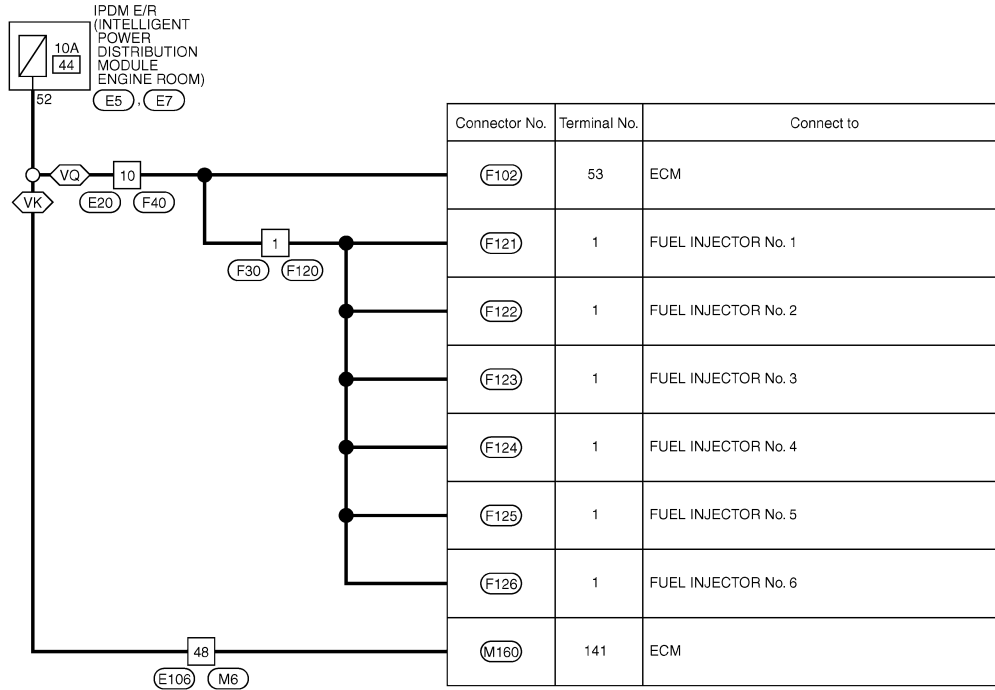 IPDM E/R
(INTELLIGENT
POWER
DISTRIBUTION
MODULE
ENGINE ROOM)
10A
44
52
E5 , E7
Connector No. Terminal No. Connect to
VQ 10 F102 53 ECM
VK E20 F40
1 F121 1 FUEL INJECTOR No. 1
F30 F120
F122 1 FUEL INJECTOR No. 2
F123 1 FUEL INJECTOR No. 3
F124 1 FUEL INJECTOR No. 4
F125 1 FUEL INJECTOR No. 5
F126 1 FUEL INJECTOR No. 6
48 M160 141 ECM
E106 M6